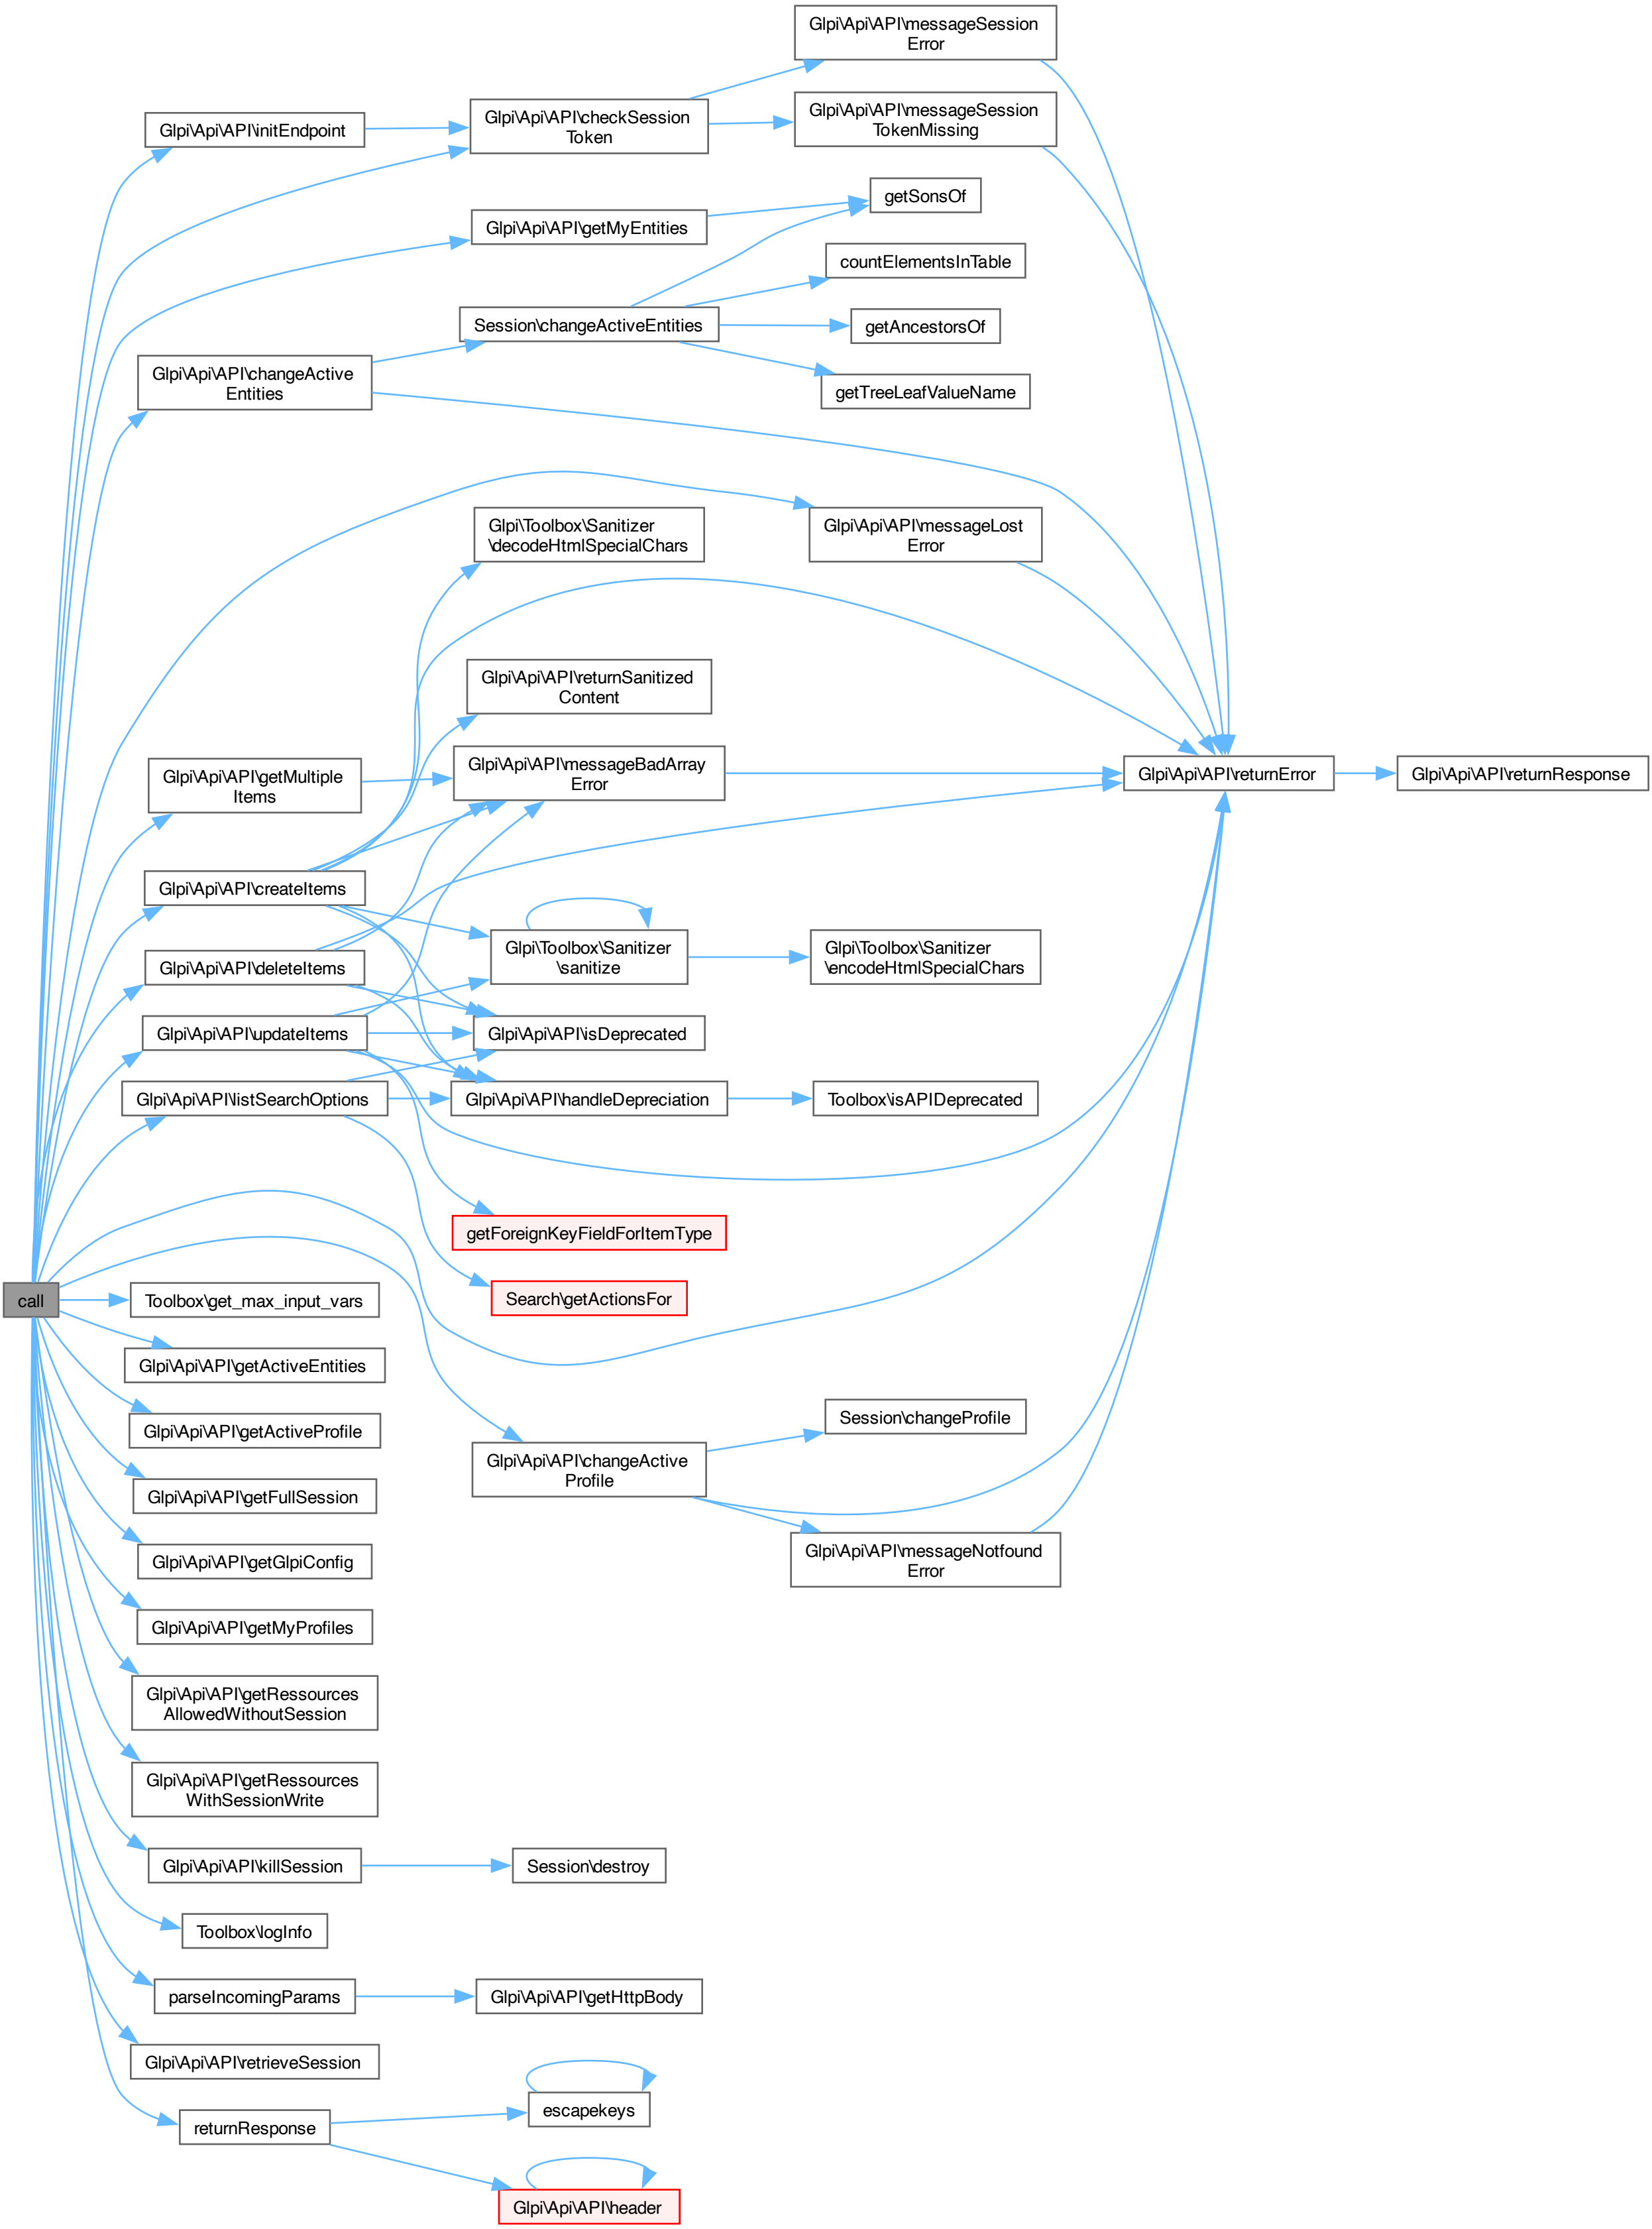 Glpi\Api\API\messageSession
Error
Glpi\Api\API\initEndpoint
Glpi\Api\API\checkSession
Token
Glpi\Api\API\messageSession
TokenMissing
getSonsOf
Glpi\Api\API\getMyEntities
countElementsInTable
Session\changeActiveEntities
getAncestorsOf
Glpi\Api\API\changeActive
Entities
getTreeLeafValueName
Glpi\Toolbox\Sanitizer
\decodeHtmlSpecialChars
Glpi\Api\API\messageLost
Error
Glpi\Api\API\returnSanitized
Content
Glpi\Api\API\getMultiple
Items
Glpi\Api\API\messageBadArray
Error
Glpi\Api\API\returnError
Glpi\Api\API\returnResponse
Glpi\Api\API\createItems
Glpi\Api\API\deleteItems
Glpi\Toolbox\Sanitizer
\sanitize
Glpi\Toolbox\Sanitizer
\encodeHtmlSpecialChars
Glpi\Api\API\updateItems
Glpi\Api\API\isDeprecated
Glpi\Api\API\listSearchOptions
Glpi\Api\API\handleDepreciation
Toolbox\isAPIDeprecated
getForeignKeyFieldForItemType
call
Toolbox\get_max_input_vars
Search\getActionsFor
Glpi\Api\API\getActiveEntities
Glpi\Api\API\getActiveProfile
Session\changeProfile
Glpi\Api\API\changeActive
Profile
Glpi\Api\API\getFullSession
Glpi\Api\API\getGlpiConfig
Glpi\Api\API\messageNotfound
Error
Glpi\Api\API\getMyProfiles
Glpi\Api\API\getRessources
AllowedWithoutSession
Glpi\Api\API\getRessources
WithSessionWrite
Glpi\Api\API\killSession
Session\destroy
Toolbox\logInfo
parseIncomingParams
Glpi\Api\API\getHttpBody
Glpi\Api\API\retrieveSession
escapekeys
returnResponse
Glpi\Api\API\header